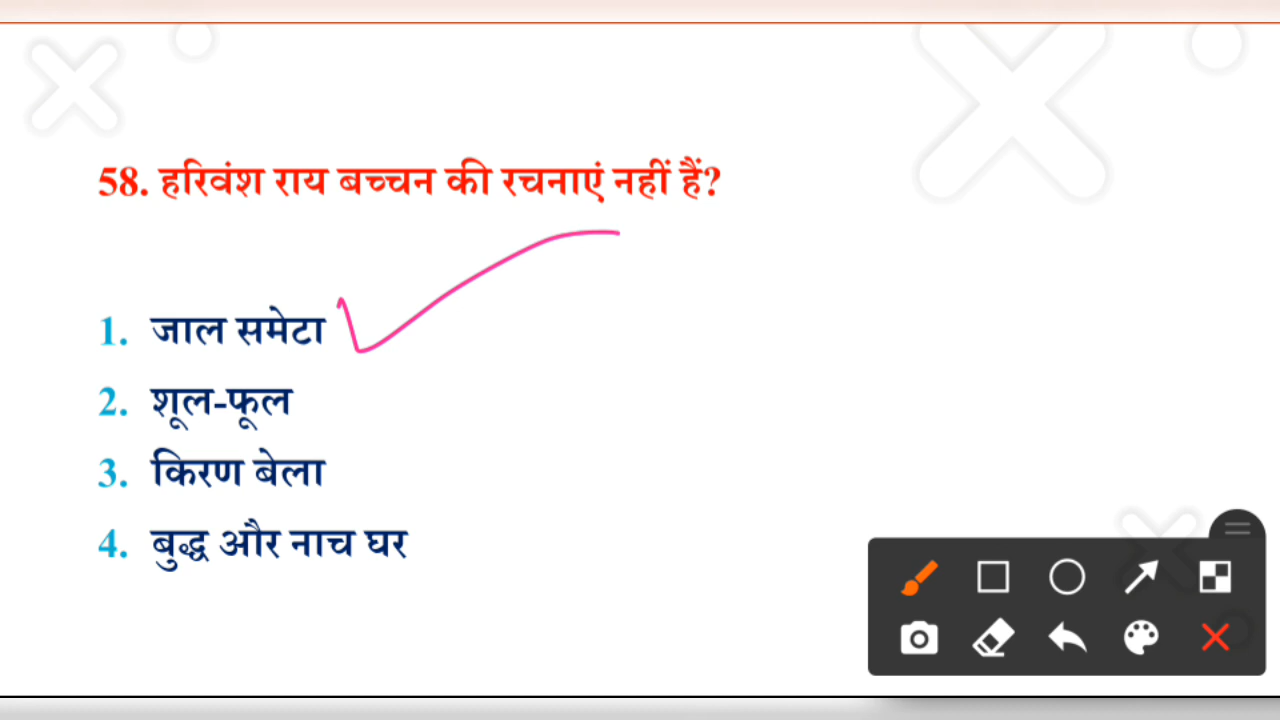 58. हरिवंश राय बच्चन की रचनाएं नहीं हैं?
1. जाल समेटा
2. शूल-फूल
3. किरण बेला
4. बुद्ध और नाच घर